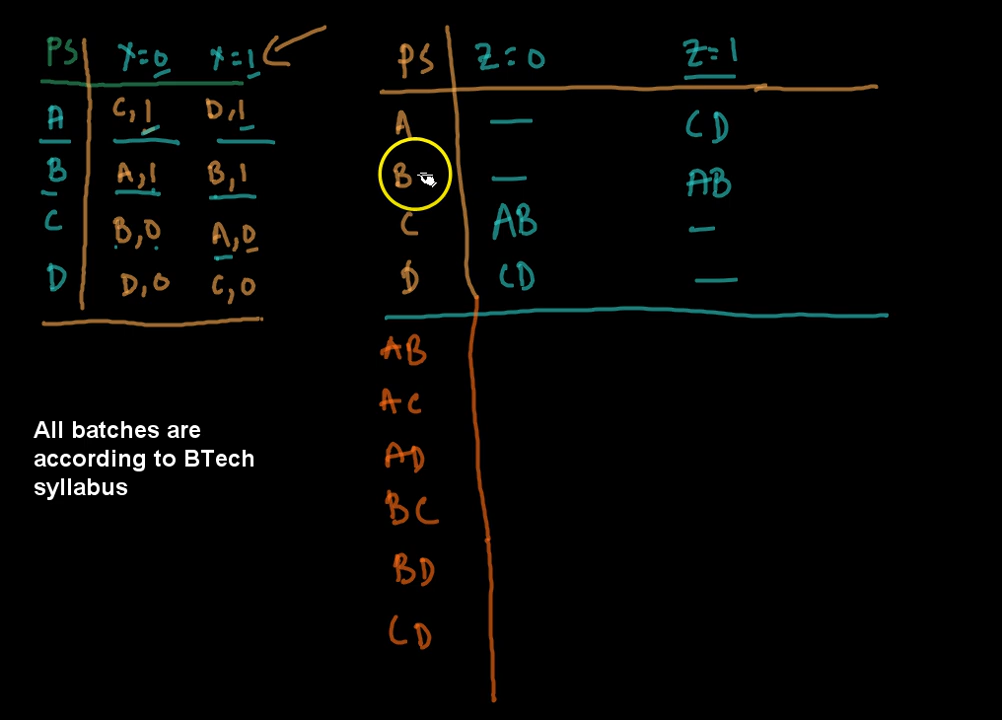 PS X=0 X=1
A C,1 D,1
B A,1 B,1
C B,0 A,0
D D,0 C,0
All batches are
according to BTech
syllabus
PS Z=0 Z=1
A — CD
B — AB
C AB —
D CD —
AB
AC
AD
BC
BD
CD